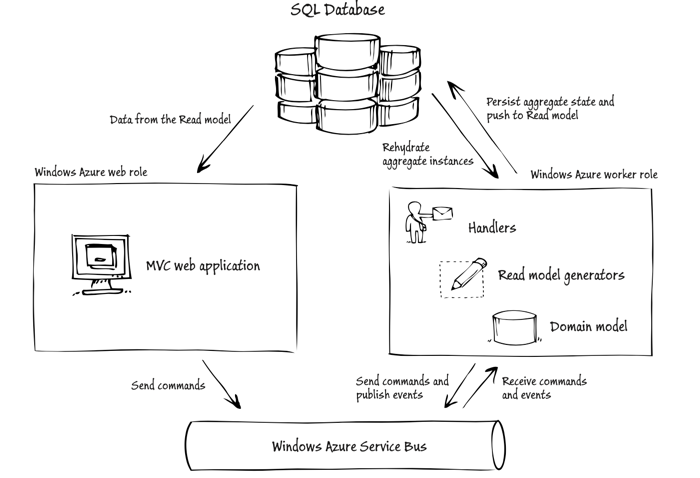 SQL Database
Data from the Read model
Persist aggregate state and
push to Read model
Rehydrate
aggregate instances
Windows Azure web role
Windows Azure worker role
MVC web application
Handlers
Read model generators
Domain model
Send commands
Send commands and
publish events
Receive commands
and events
Windows Azure Service Bus